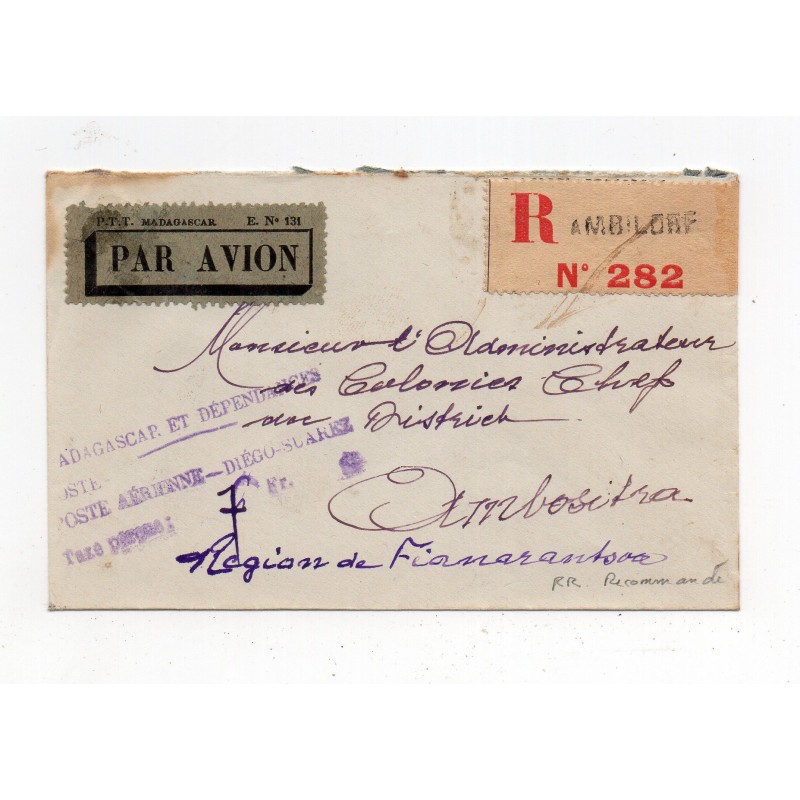 P.T.T. MADAGASCAR E. Nº 131
PAR AVION
R AMBILOBE
N° 282
Monsieur l'Administrateur
des Colonies Chef
du District
Ambositra
Région de Fianarantsoa
ADAGASCAR ET DÉPENDANCES
OSTE
POSTE AÉRIENNE—DIÉGO-SUAREZ
Taxe perçue: Fr.
RR Recommandé